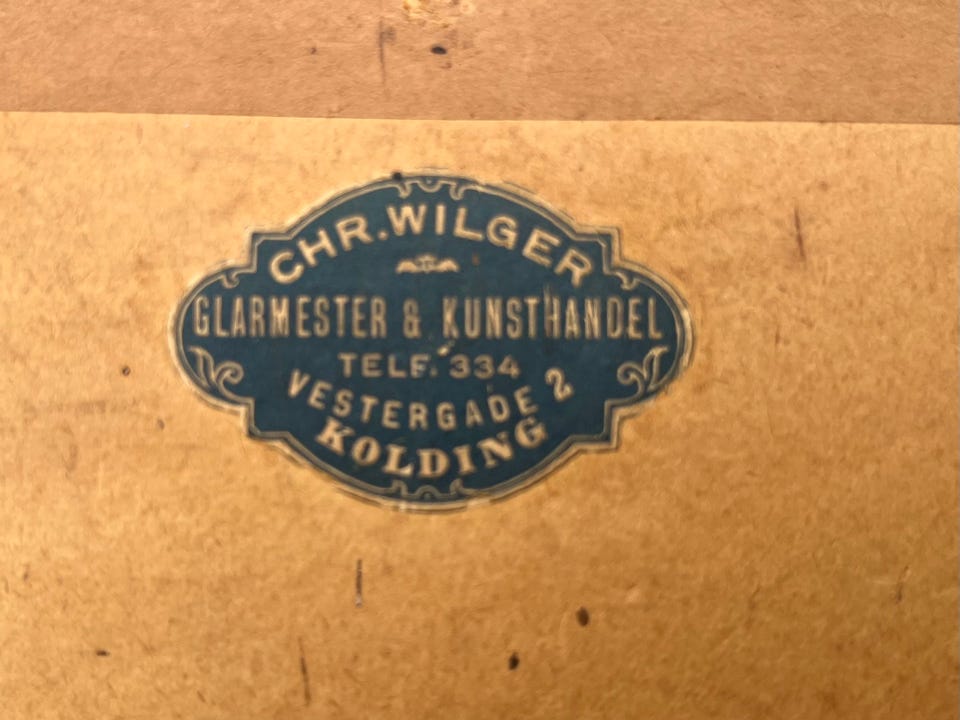 CHR. WILGER
GLARMESTER & KUNSTHANDEL
TELF. 334
VESTERGADE 2
KOLDING